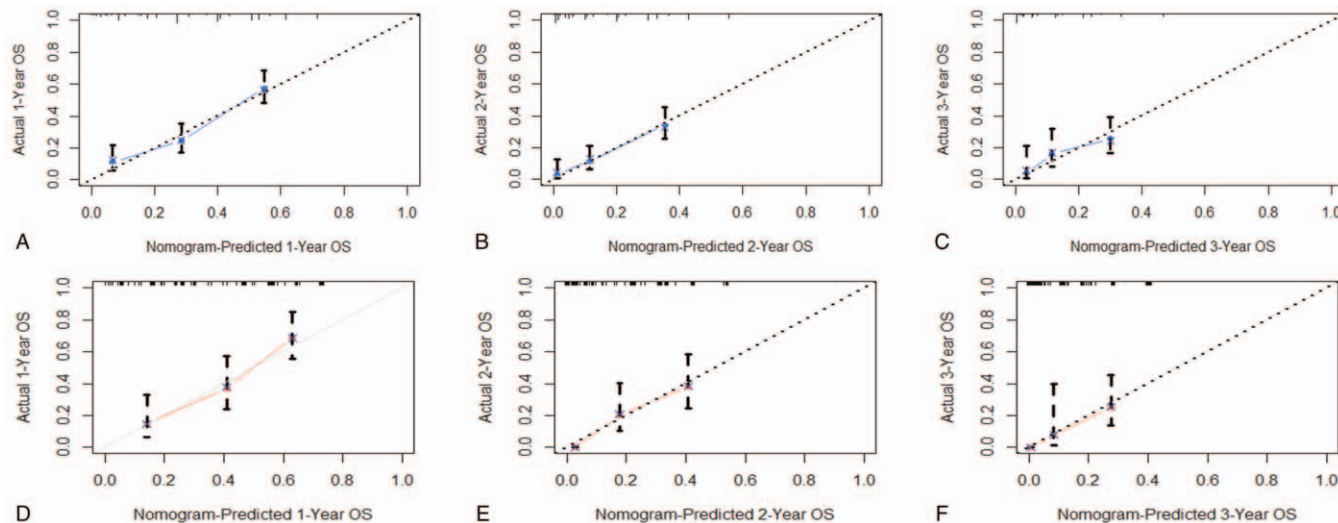 Actual 1-Year OS
0.0 0.2 0.4 0.6 0.8 1.0
0.0 0.2 0.4 0.6 0.8 1.0
A Nomogram-Predicted 1-Year OS
Actual 2-Year OS
0.0 0.2 0.4 0.6 0.8 1.0
0.0 0.2 0.4 0.6 0.8 1.0
B Nomogram-Predicted 2-Year OS
Actual 3-Year OS
0.0 0.2 0.4 0.6 0.8 1.0
0.0 0.2 0.4 0.6 0.8 1.0
C Nomogram-Predicted 3-Year OS
Actual 1-Year OS
0.0 0.2 0.4 0.6 0.8 1.0
0.0 0.2 0.4 0.6 0.8 1.0
D Nomogram-Predicted 1-Year OS
Actual 2-Year OS
0.0 0.2 0.4 0.6 0.8 1.0
0.0 0.2 0.4 0.6 0.8 1.0
E Nomogram-Predicted 2-Year OS
Actual 3-Year OS
0.0 0.2 0.4 0.6 0.8 1.0
0.0 0.2 0.4 0.6 0.8 1.0
F Nomogram-Predicted 3-Year OS